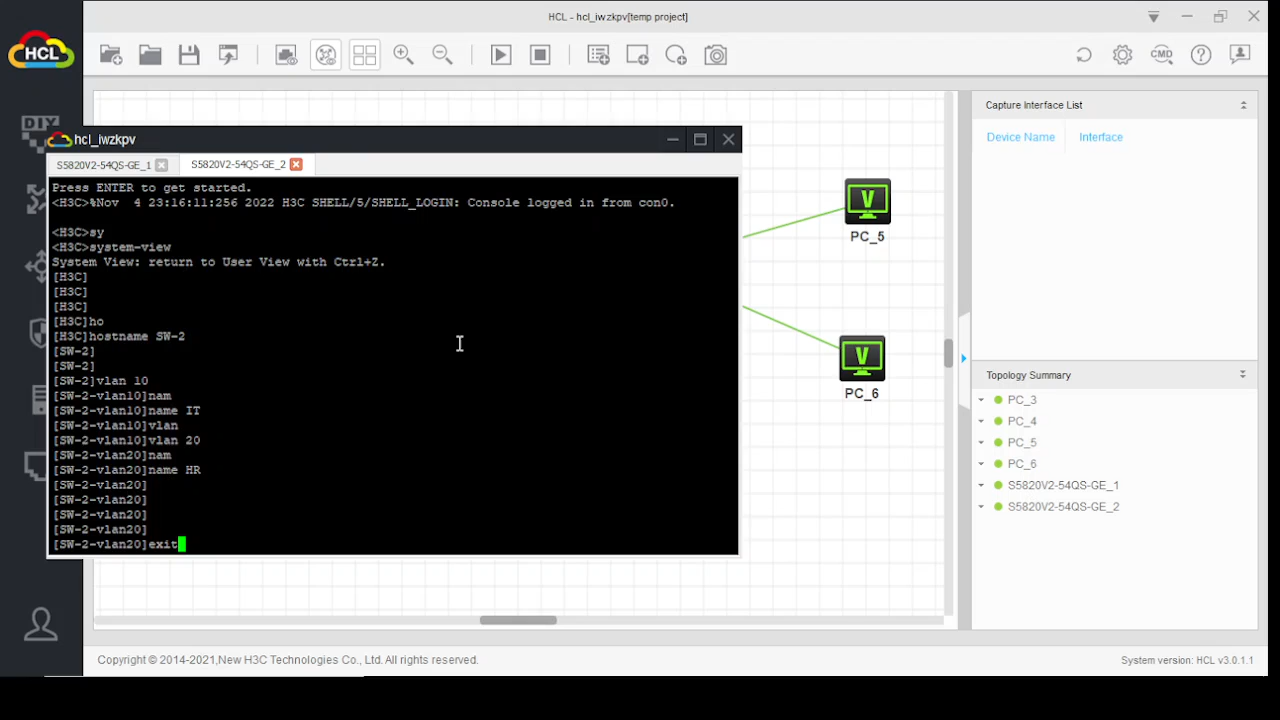 HCL - hcl_iwzkpv[temp project]
HCL
CMD
DIY
hcl_iwzkpv
S5820V2-54QS-GE_1
S5820V2-54QS-GE_2
Press ENTER to get started.
<H3C>%Nov  4 23:16:11:256 2022 H3C SHELL/5/SHELL_LOGIN: Console logged in from con0.
<H3C>sy
<H3C>system-view
System View: return to User View with Ctrl+Z.
[H3C]
[H3C]
[H3C]
[H3C]ho
[H3C]hostname SW-2
[SW-2]
[SW-2]
[SW-2]vlan 10
[SW-2-vlan10]nam
[SW-2-vlan10]name IT
[SW-2-vlan10]vlan
[SW-2-vlan10]vlan 20
[SW-2-vlan20]nam
[SW-2-vlan20]name HR
[SW-2-vlan20]
[SW-2-vlan20]
[SW-2-vlan20]
[SW-2-vlan20]
[SW-2-vlan20]exit
V
PC_5
V
PC_6
Capture Interface List
Device Name Interface
Topology Summary
PC_3
PC_4
PC_5
PC_6
S5820V2-54QS-GE_1
S5820V2-54QS-GE_2
Copyright © 2014-2021,New H3C Technologies Co., Ltd. All rights reserved.
System version: HCL v3.0.1.1